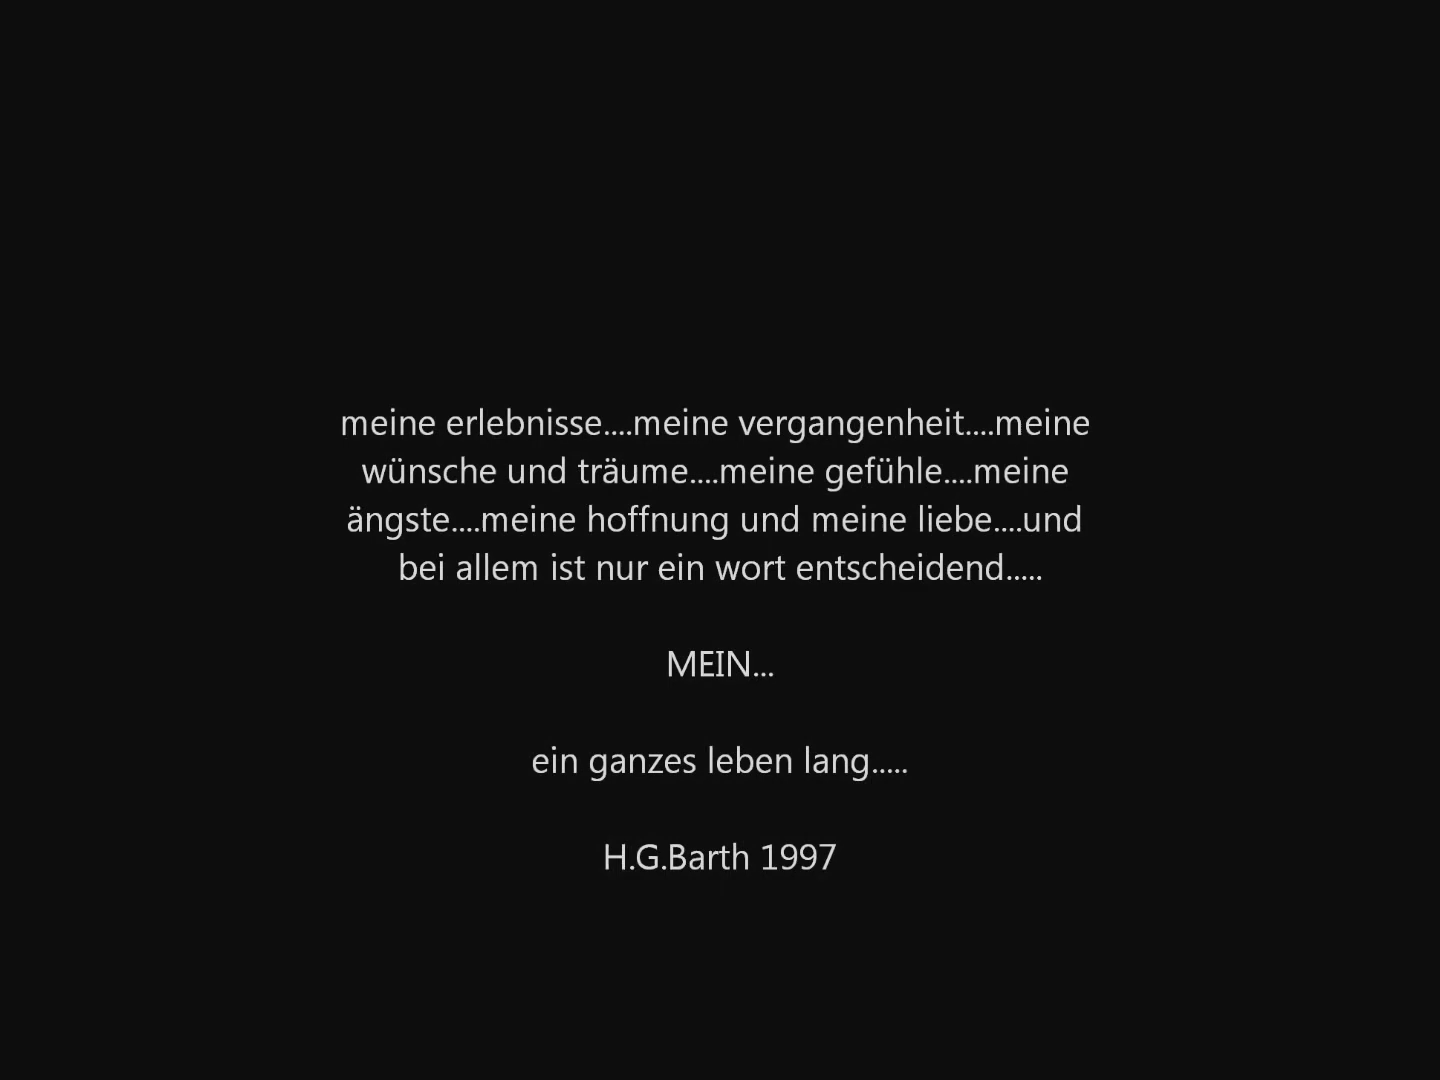 meine erlebnisse....meine vergangenheit....meine
wünsche und träume....meine gefühle....meine
ängste....meine hoffnung und meine liebe....und
bei allem ist nur ein wort entscheidend.....
MEIN...
ein ganzes leben lang.....
H.G.Barth 1997